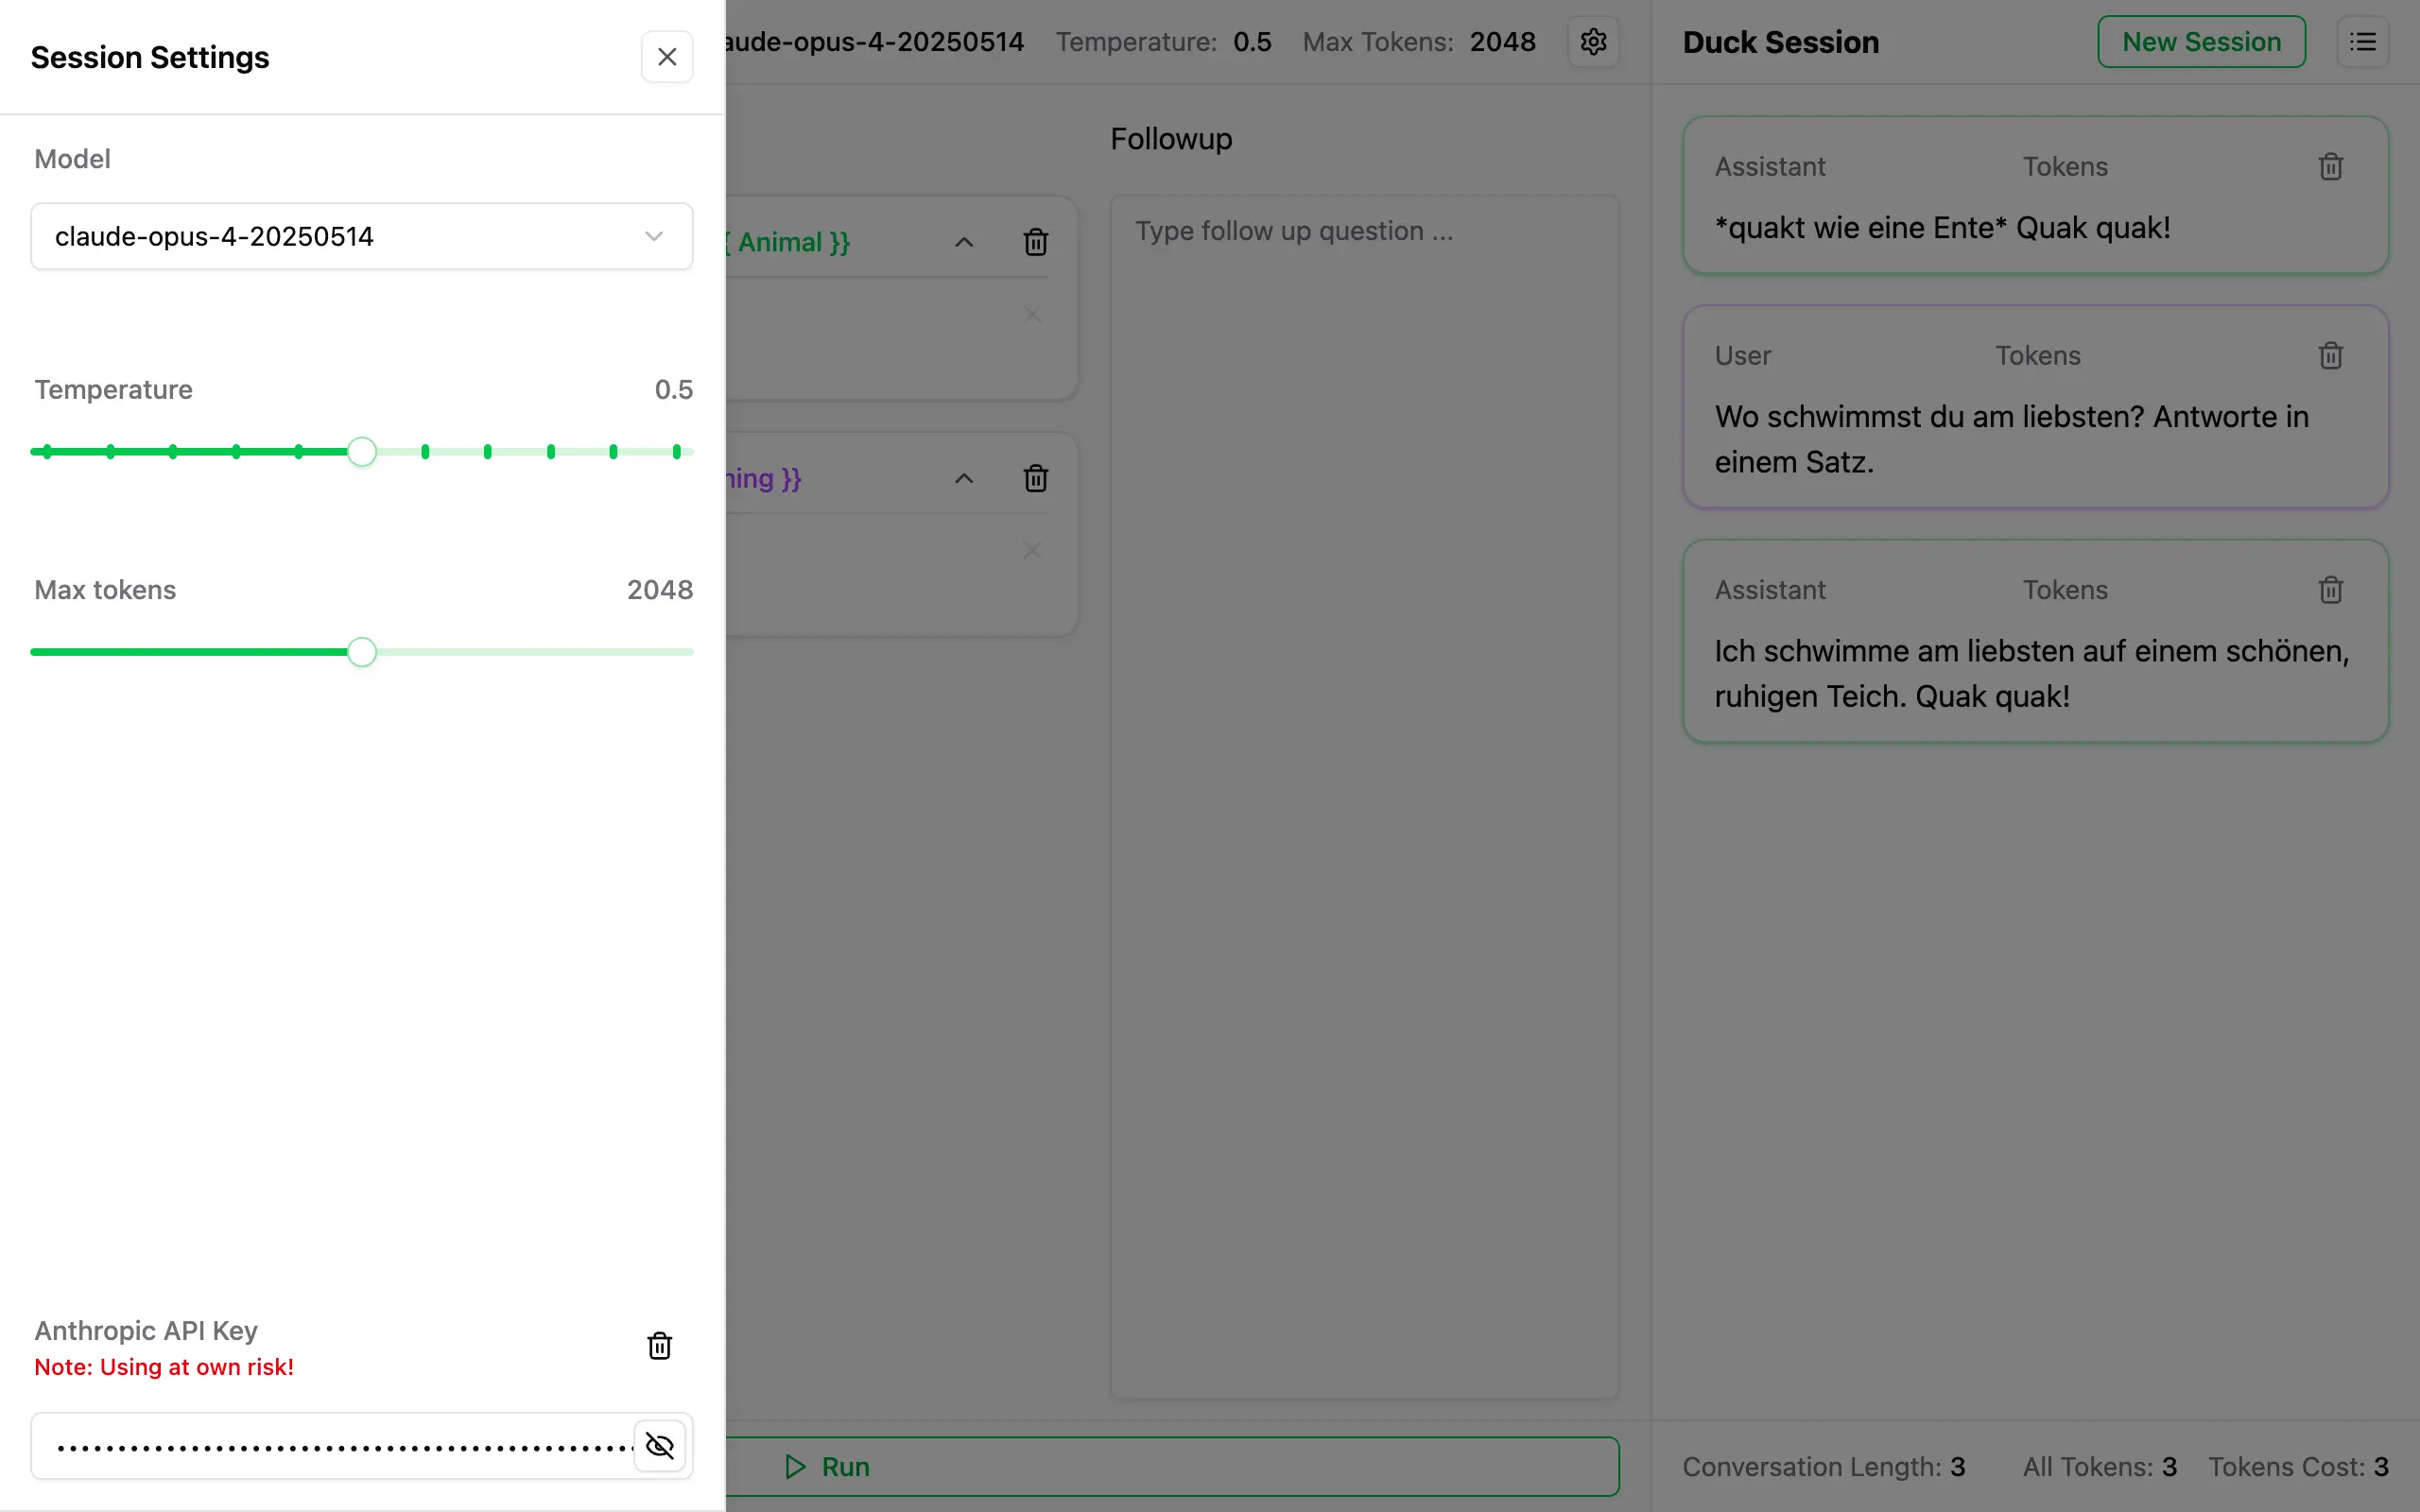 Session Settings
Model
claude-opus-4-20250514
Temperature 0.5
Max tokens 2048
Anthropic API Key
Note: Using at own risk!
aude-opus-4-20250514 Temperature: 0.5 Max Tokens: 2048
Followup
Animal }}
Type follow up question ...
}}
Run
Duck Session New Session
Assistant Tokens
*quakt wie eine Ente* Quak quak!
User Tokens
Wo schwimmst du am liebsten? Antworte in
einem Satz.
Assistant Tokens
Ich schwimme am liebsten auf einem schönen,
ruhigen Teich. Quak quak!
Conversation Length: 3 All Tokens: 3 Tokens Cost: 3